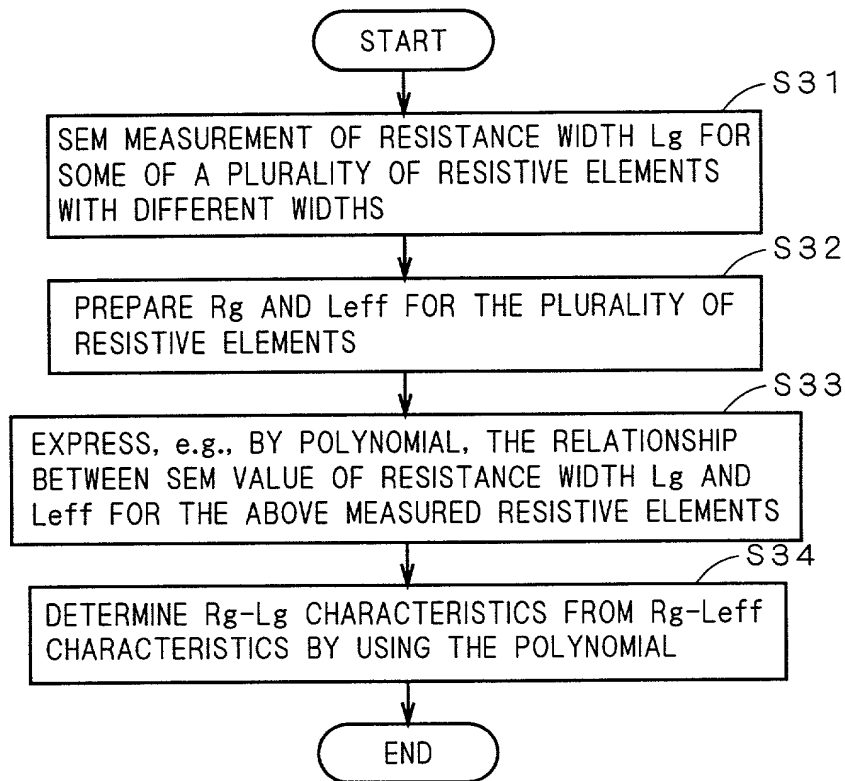 START
S31
SEM MEASUREMENT OF RESISTANCE WIDTH Lg FOR
SOME OF A PLURALITY OF RESISTIVE ELEMENTS
WITH DIFFERENT WIDTHS
S32
PREPARE Rg AND Leff FOR THE PLURALITY OF
RESISTIVE ELEMENTS
S33
EXPRESS, e.g., BY POLYNOMIAL, THE RELATIONSHIP
BETWEEN SEM VALUE OF RESISTANCE WIDTH Lg AND
Leff FOR THE ABOVE MEASURED RESISTIVE ELEMENTS
S34
DETERMINE Rg-Lg CHARACTERISTICS FROM Rg-Leff
CHARACTERISTICS BY USING THE POLYNOMIAL
END